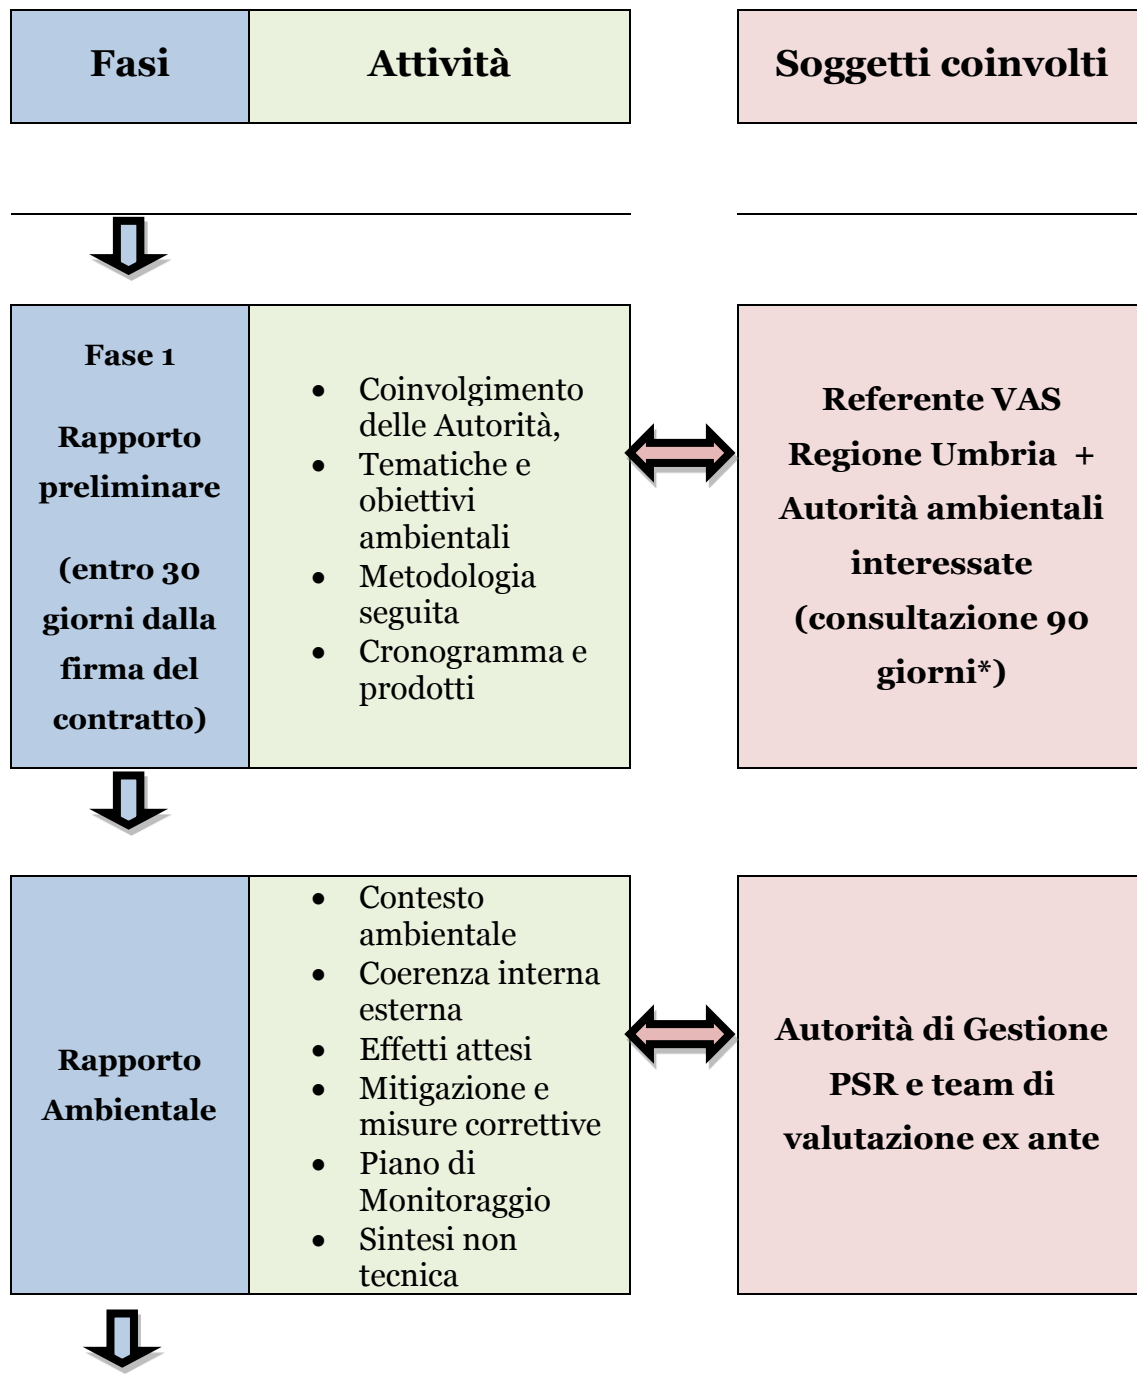 Fasi
Attività
Soggetti coinvolti
Fase 1
Rapporto
preliminare
(entro 30
giorni dalla
firma del
contratto)
• Coinvolgimento
delle Autorità,
• Tematiche e
obiettivi
ambientali
• Metodologia
seguita
• Cronogramma e
prodotti
Referente VAS
Regione Umbria +
Autorità ambientali
interessate
(consultazione 90
giorni*)
Rapporto
Ambientale
• Contesto
ambientale
• Coerenza interna
esterna
• Effetti attesi
• Mitigazione e
misure correttive
• Piano di
Monitoraggio
• Sintesi non
tecnica
Autorità di Gestione
PSR e team di
valutazione ex ante